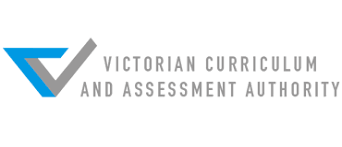 VICTORIAN CURRICULUM
AND ASSESSMENT AUTHORITY